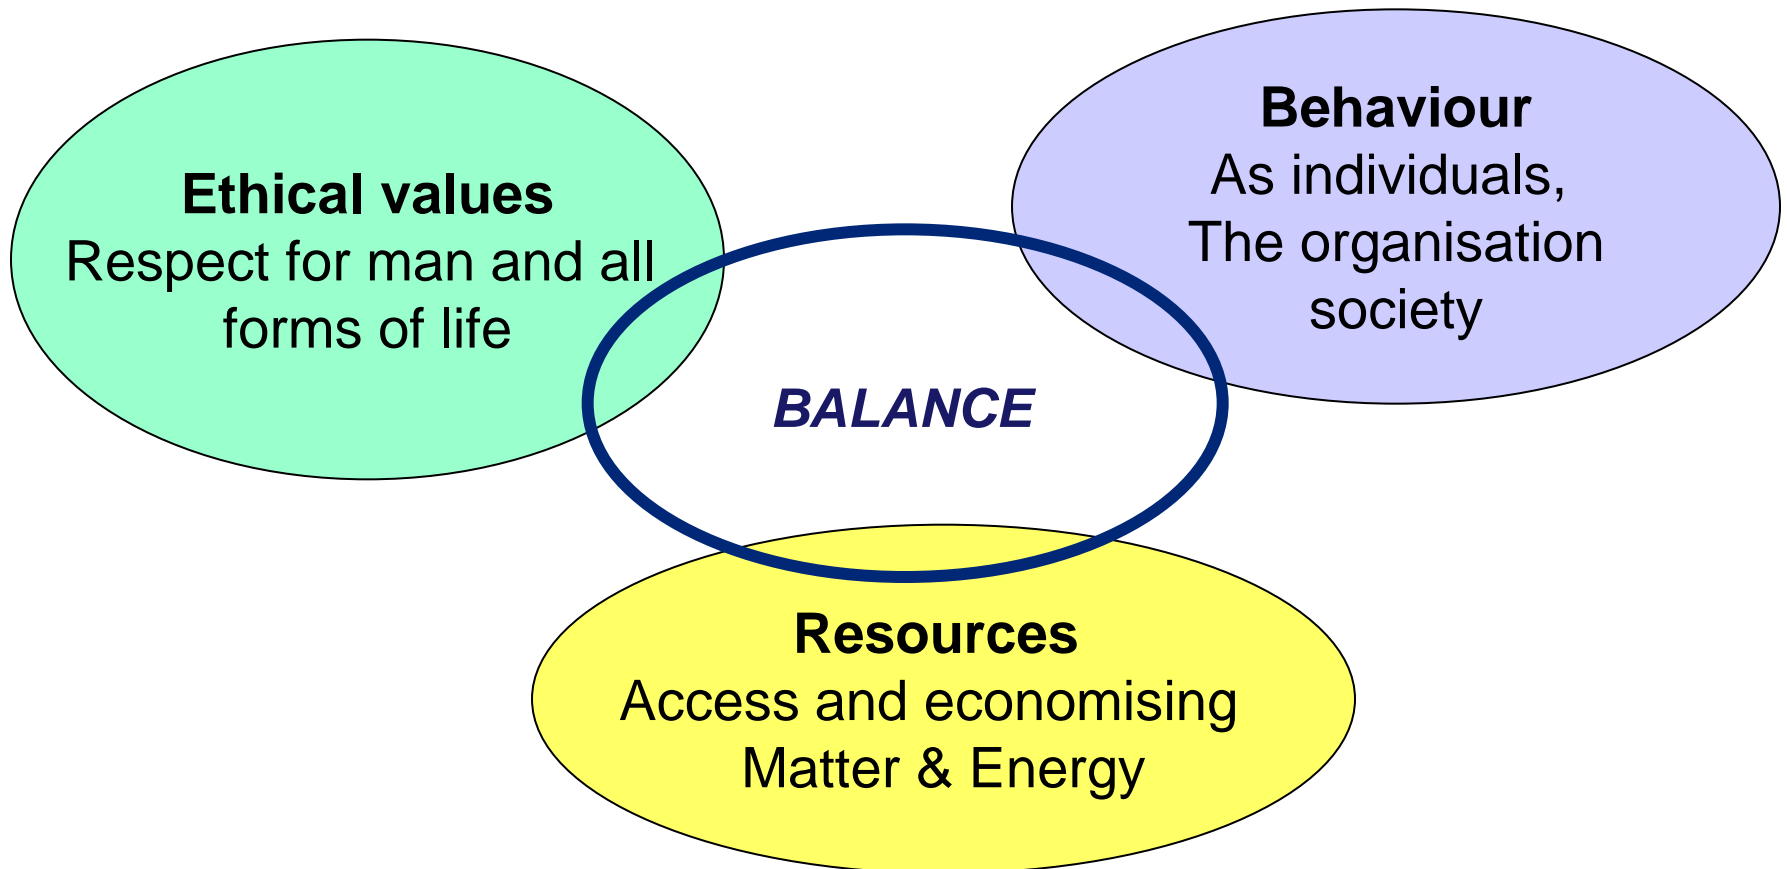 Ethical values
Respect for man and all
forms of life
Behaviour
As individuals,
The organisation
society
BALANCE
Resources
Access and economising
Matter & Energy